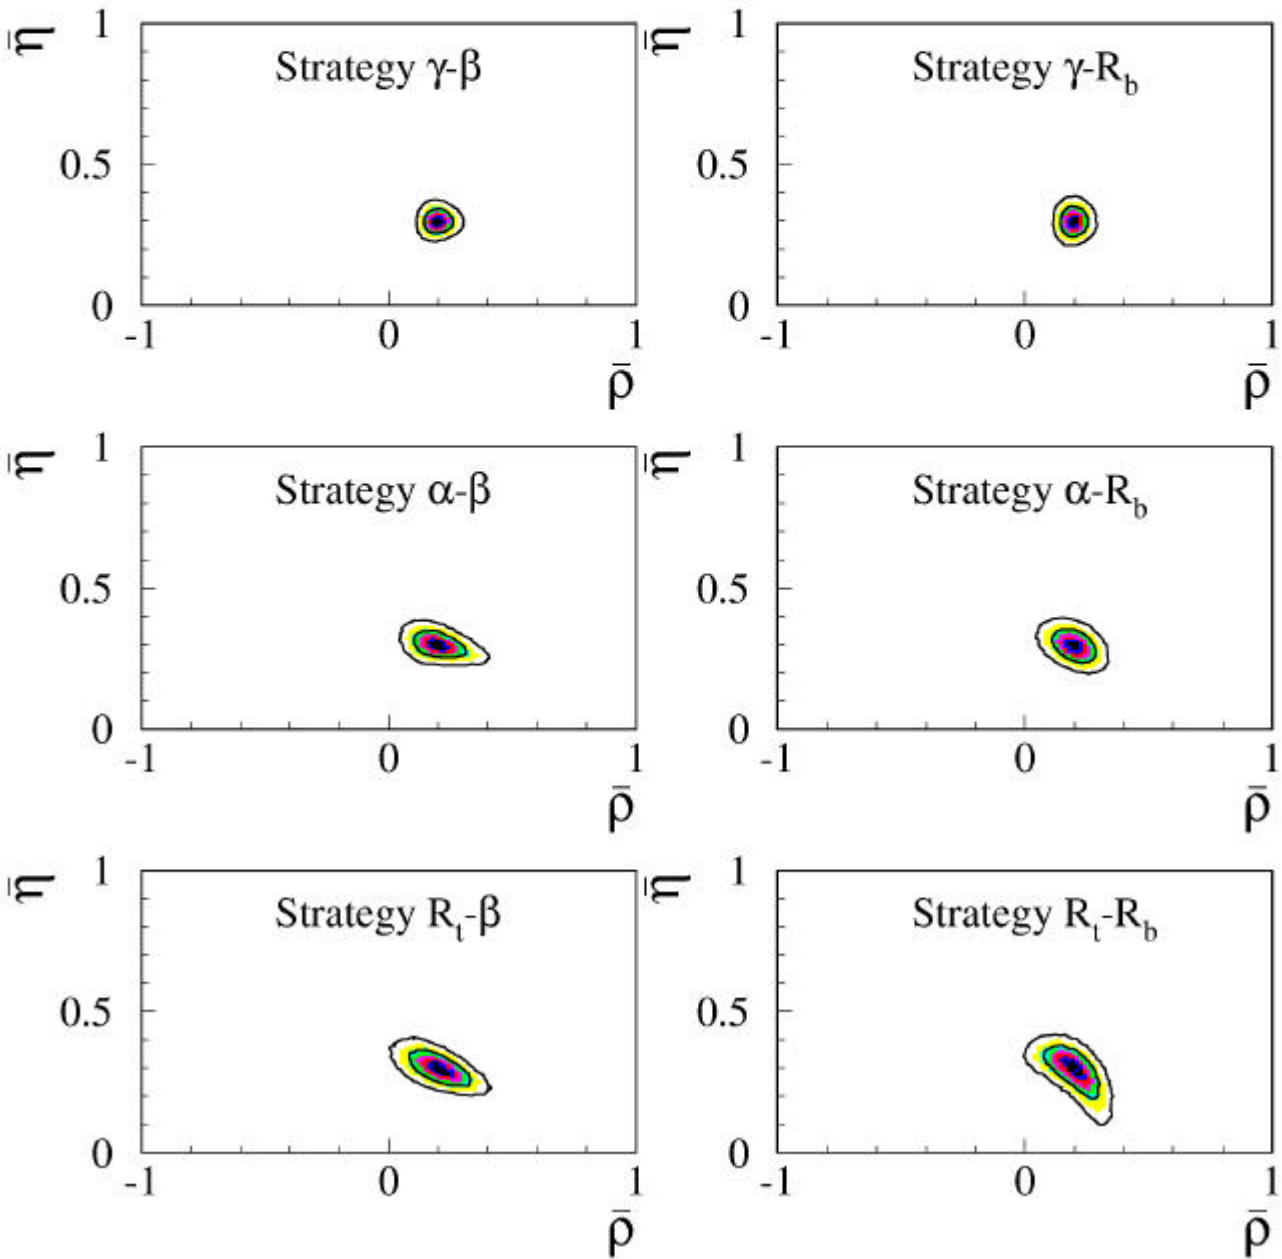 η̄ 1 Strategy γ-β 0.5 0 -1 0 1 ρ̄
η̄ 1 Strategy γ-R_b 0.5 0 -1 0 1 ρ̄
η̄ 1 Strategy α-β 0.5 0 -1 0 1 ρ̄
η̄ 1 Strategy α-R_b 0.5 0 -1 0 1 ρ̄
η̄ 1 Strategy R_t-β 0.5 0 -1 0 1 ρ̄
η̄ 1 Strategy R_t-R_b 0.5 0 -1 0 1 ρ̄